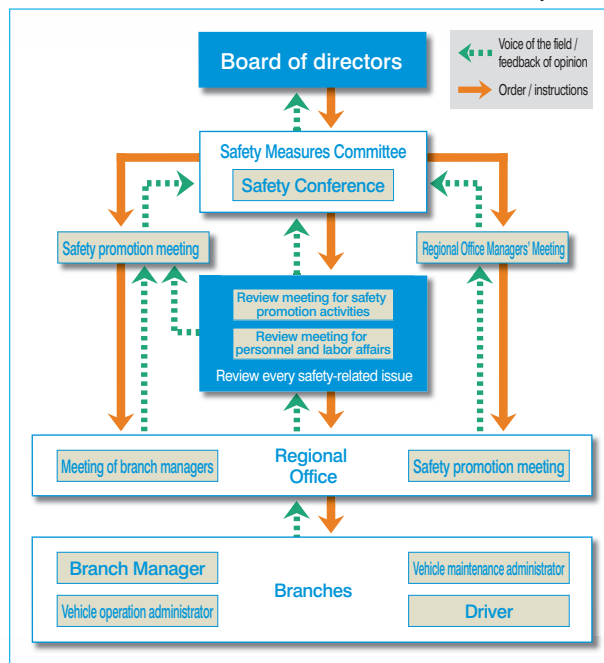 Board of directors
Voice of the field /
feedback of opinion
Order / instructions
Safety Measures Committee
Safety Conference
Safety promotion meeting
Regional Office Managers' Meeting
Review meeting for safety
promotion activities
Review meeting for
personnel and labor affairs
Review every safety-related issue
Meeting of branch managers
Regional
Office
Safety promotion meeting
Branch Manager
Vehicle maintenance administrator
Branches
Vehicle operation administrator
Driver